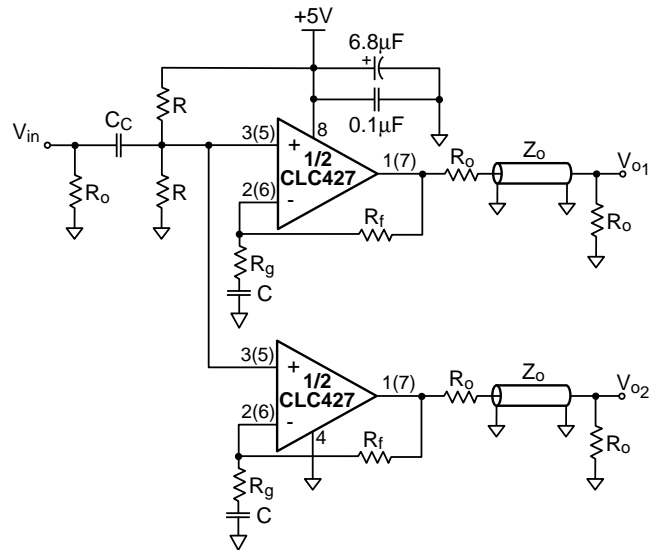 +5V
6.8μF
+
R
0.1μF
CC
Vin
Ro
R
3(5)
8
+
1/2
CLC427
1(7)
Ro
Zo
Vo1
2(6)
-
Rf
Ro
Rg
C
3(5)
+
1/2
CLC427
1(7)
Ro
Zo
Vo2
2(6)
-
4
Rf
Ro
Rg
C